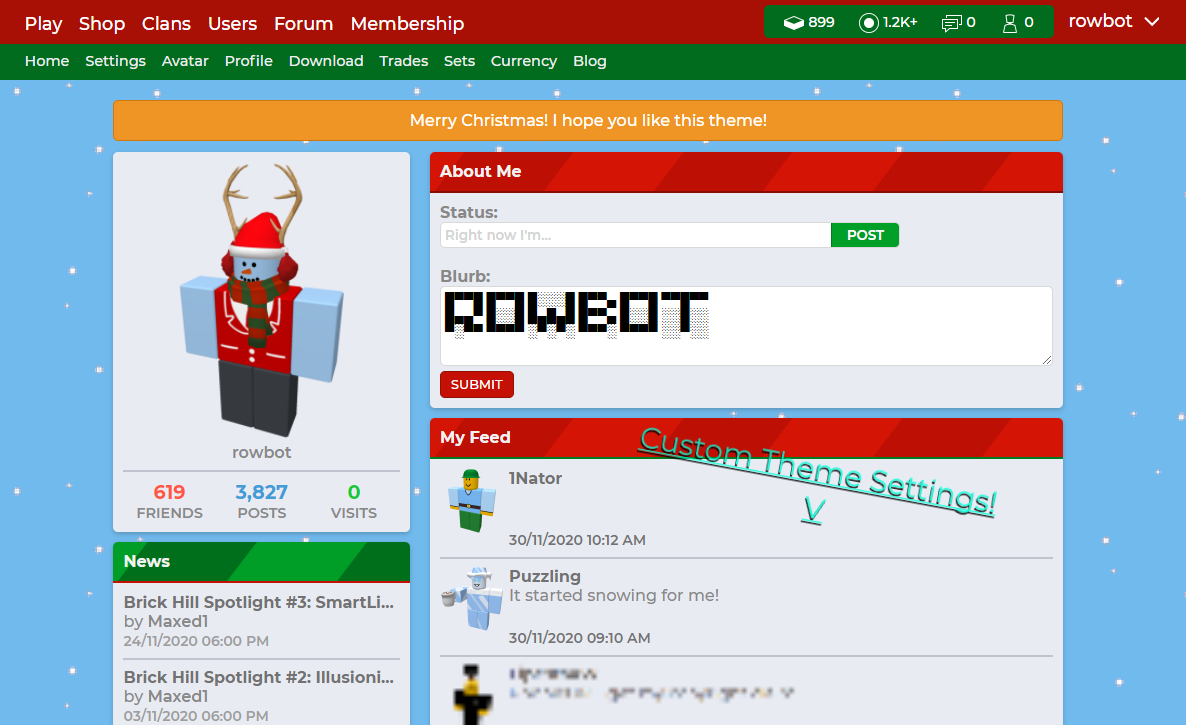 Play Shop Clans Users Forum Membership 899 1.2K+ 0 0 rowbot
Home Settings Avatar Profile Download Trades Sets Currency Blog
Merry Christmas! I hope you like this theme!
rowbot
619 3,827 0
FRIENDS POSTS VISITS
News
Brick Hill Spotlight #3: SmartLi...
by Maxed1
24/11/2020 06:00 PM
Brick Hill Spotlight #2: Illusioni...
by Maxed1
03/11/2020 06:00 PM
About Me
Status:
Right now I'm...
POST
Blurb:
ROWBOT
SUBMIT
My Feed
Custom Theme Settings!
V
1Nator
30/11/2020 10:12 AM
Puzzling
It started snowing for me!
30/11/2020 09:10 AM